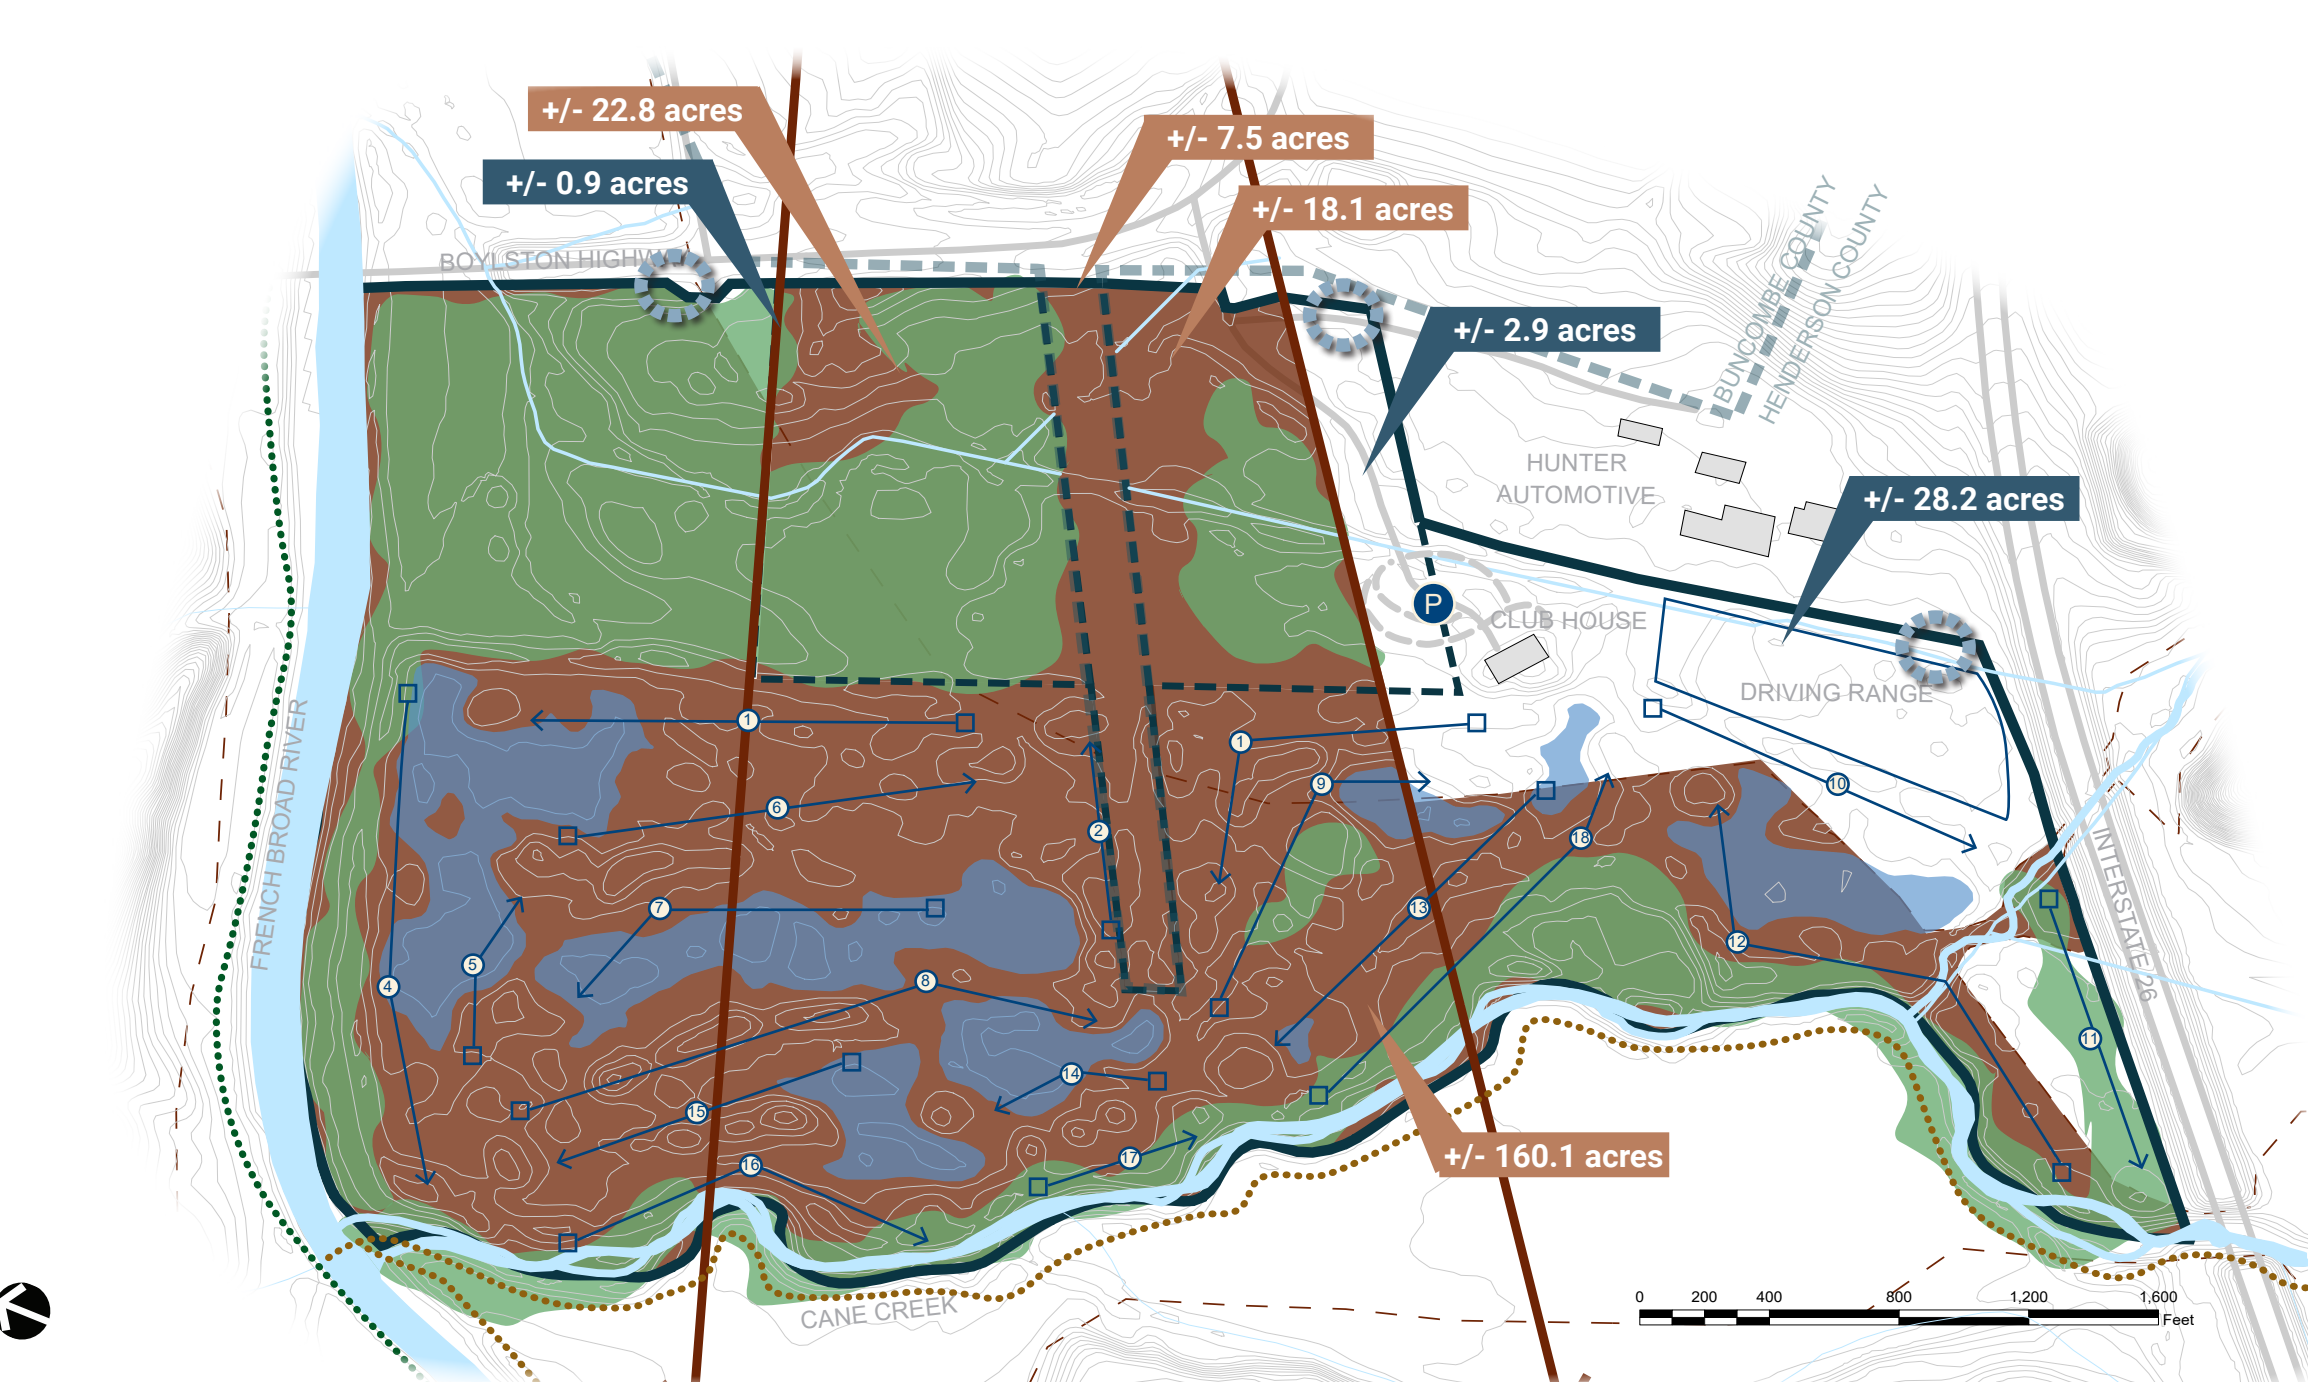 +/- 22.8 acres
+/- 7.5 acres
+/- 0.9 acres
+/- 18.1 acres
BOYLSTON HIGHWAY
BUNCOMBE COUNTY
HENDERSON COUNTY
+/- 2.9 acres
HUNTER
AUTOMOTIVE
+/- 28.2 acres
P
CLUB HOUSE
DRIVING RANGE
FRENCH BROAD RIVER
INTERSTATE 26
1
1
9
10
6
2
18
7
13
12
5
8
4
11
14
15
17
16
+/- 160.1 acres
CANE CREEK
0 200 400 800 1,200 1,600
Feet